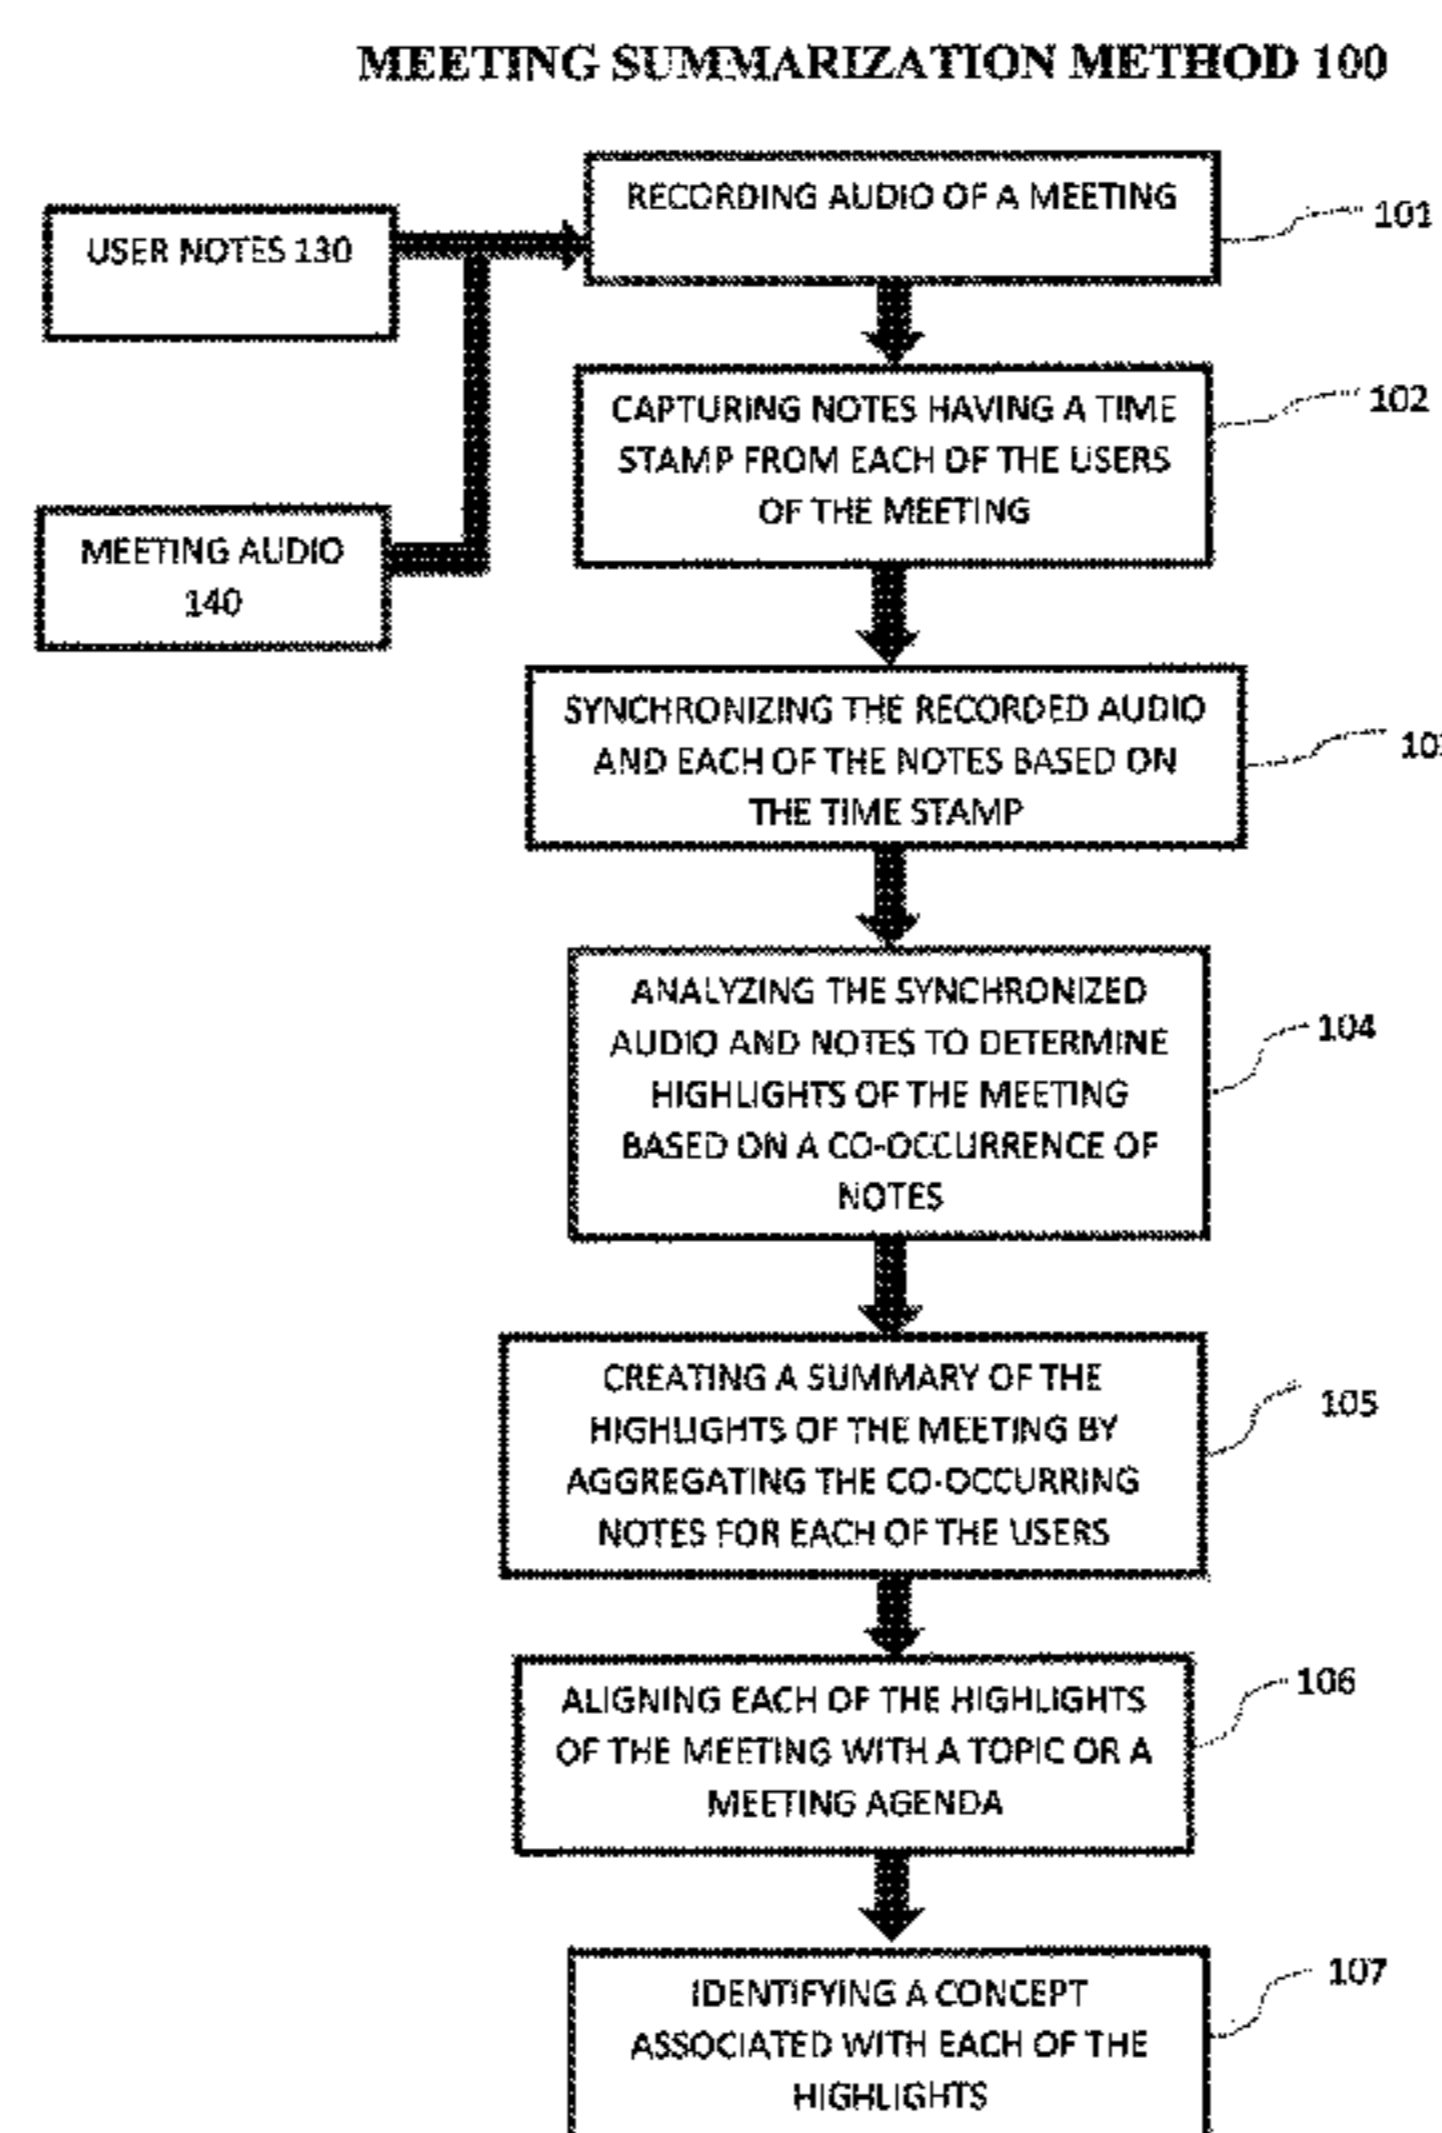 MEETING SUMMARIZATION METHOD 100
RECORDING AUDIO OF A MEETING
101
USER NOTES 130
CAPTURING NOTES HAVING A TIME
STAMP FROM EACH OF THE USERS
OF THE MEETING
102
MEETING AUDIO
140
SYNCHRONIZING THE RECORDED AUDIO
AND EACH OF THE NOTES BASED ON
THE TIME STAMP
ANALYZING THE SYNCHRONIZED
AUDIO AND NOTES TO DETERMINE
HIGHLIGHTS OF THE MEETING
BASED ON A CO-OCCURRENCE OF
NOTES
104
CREATING A SUMMARY OF THE
HIGHLIGHTS OF THE MEETING BY
AGGREGATING THE CO-OCCURRING
NOTES FOR EACH OF THE USERS
105
ALIGNING EACH OF THE HIGHLIGHTS
OF THE MEETING WITH A TOPIC OR A
MEETING AGENDA
106
IDENTIFYING A CONCEPT
ASSOCIATED WITH EACH OF THE
HIGHLIGHTS
107